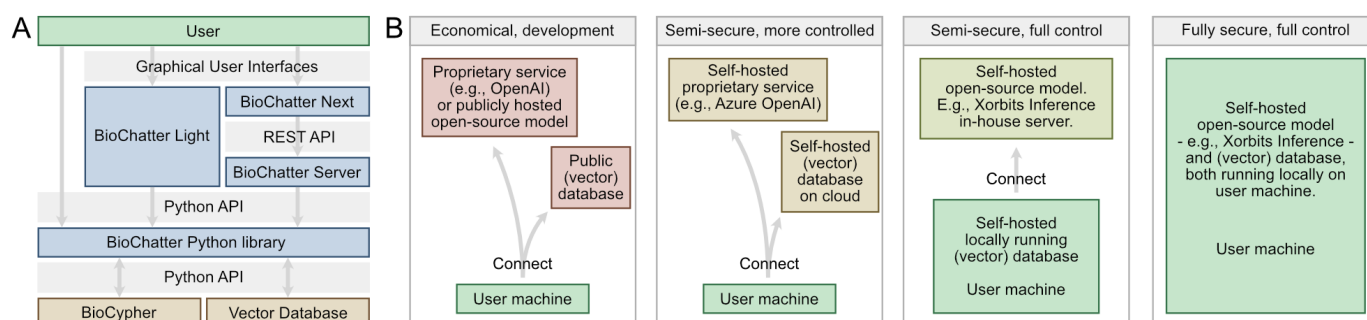 A
User
Graphical User Interfaces
BioChatter Light
BioChatter Next
REST API
BioChatter Server
Python API
BioChatter Python library
Python API
BioCypher
Vector Database
B
Economical, development
Proprietary service
(e.g., OpenAI)
or publicly hosted
open-source model
Public
(vector)
database
Connect
User machine
Semi-secure, more controlled
Self-hosted
proprietary service
(e.g., Azure OpenAI)
Self-hosted
(vector)
database
on cloud
Connect
User machine
Semi-secure, full control
Self-hosted
open-source model.
E.g., Xorbits Inference
in-house server.
Connect
Self-hosted
locally running
(vector) database
User machine
Fully secure, full control
Self-hosted
open-source model
- e.g., Xorbits Inference -
and (vector) database,
both running locally on
user machine.
User machine